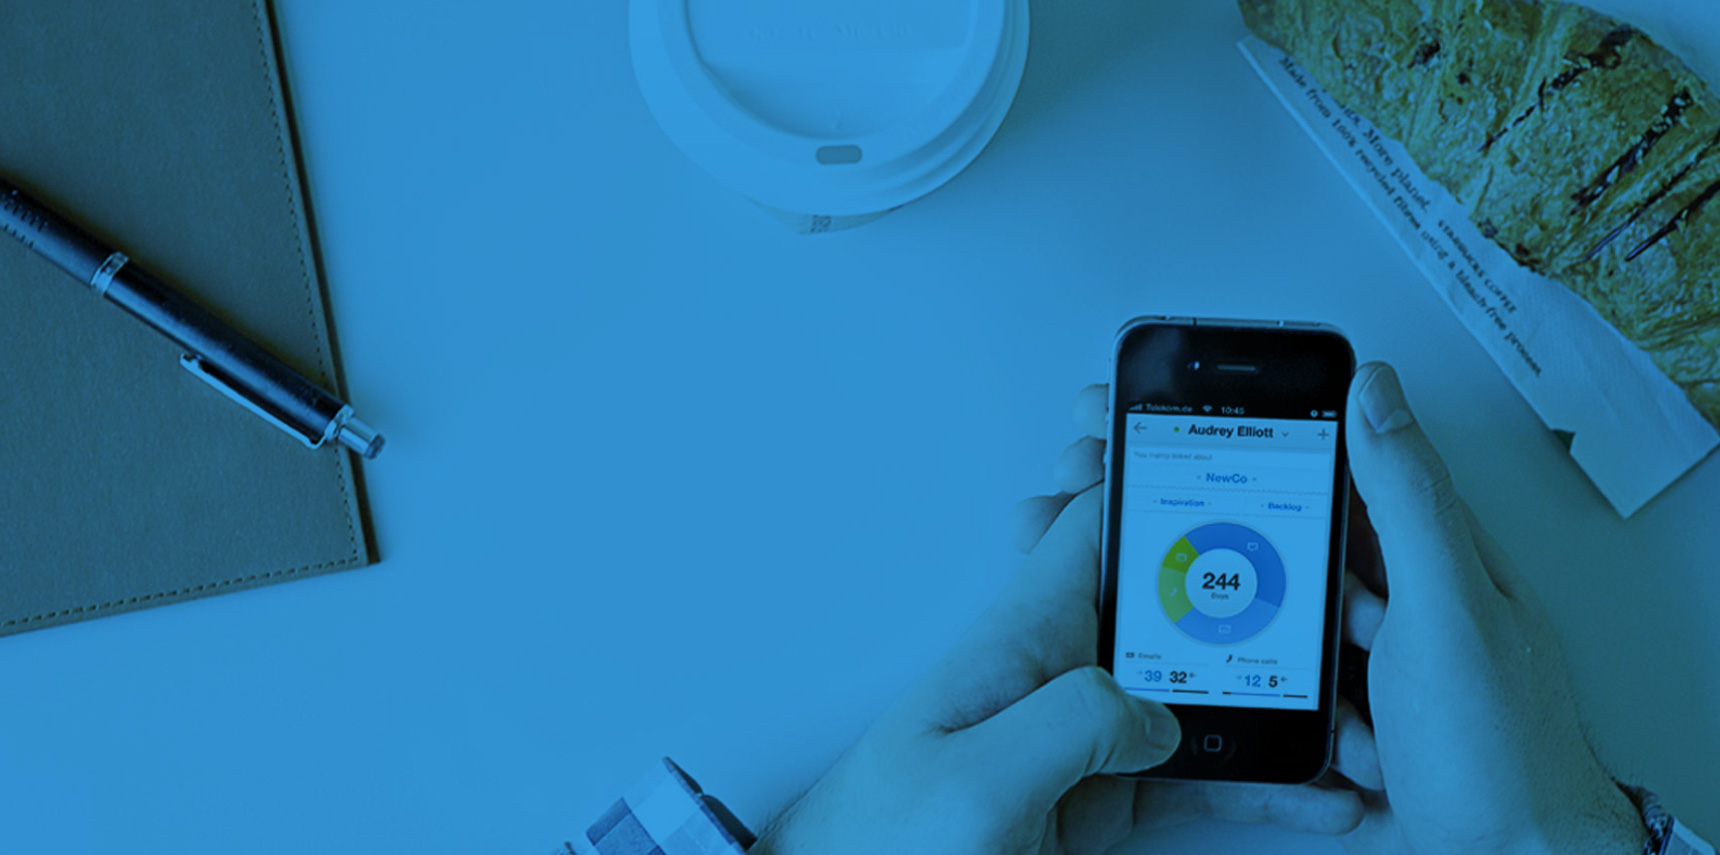 Made from
More planet.
STARBUCKS COFFEE
100% recycled fibres using a bleach-free process.
Telekom.de 10:45
Audrey Elliott
You mainly talked about
NewCo
Inspiration
Backlog
244
Days
Emails
Phone calls
39 32
12 5